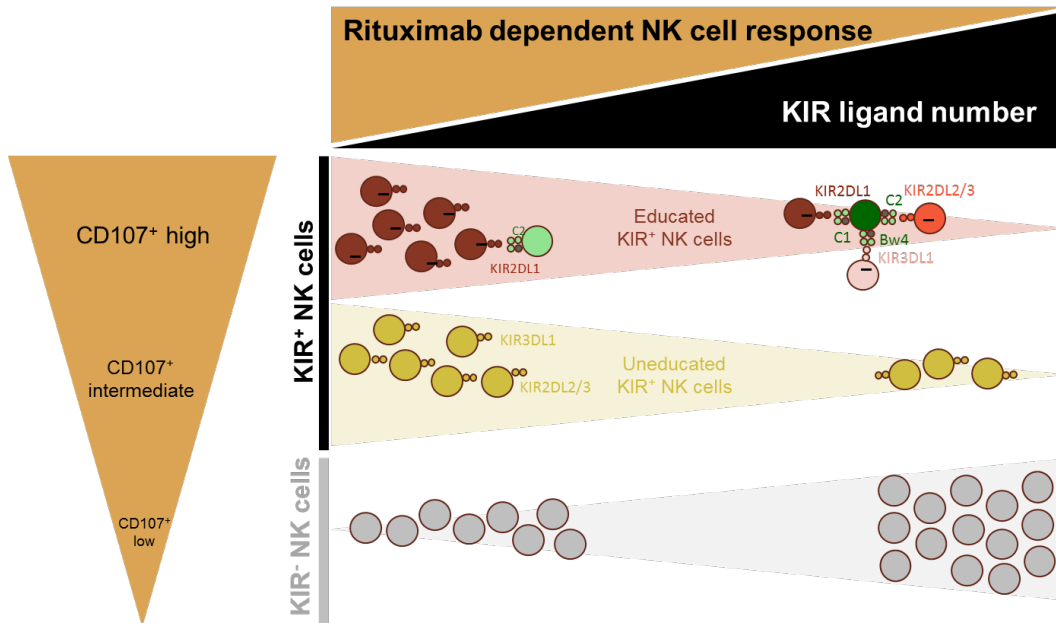 Rituximab dependent NK cell response
KIR ligand number
CD107⁺ high
CD107⁺
intermediate
CD107⁺
low
KIR⁺ NK cells
KIR⁻ NK cells
Educated
KIR⁺ NK cells
C2
KIR2DL1
KIR2DL1
C2
KIR2DL2/3
C1
Bw4
KIR3DL1
KIR3DL1
KIR2DL2/3
Uneducated
KIR⁺ NK cells